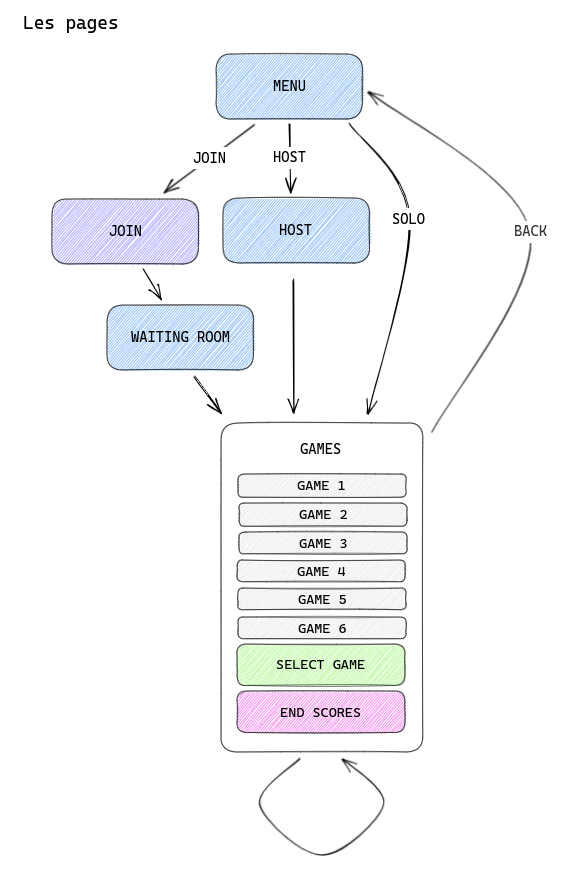 Les pages
MENU
JOIN
HOST
SOLO
BACK
JOIN
HOST
WAITING ROOM
GAMES
GAME 1
GAME 2
GAME 3
GAME 4
GAME 5
GAME 6
SELECT GAME
END SCORES